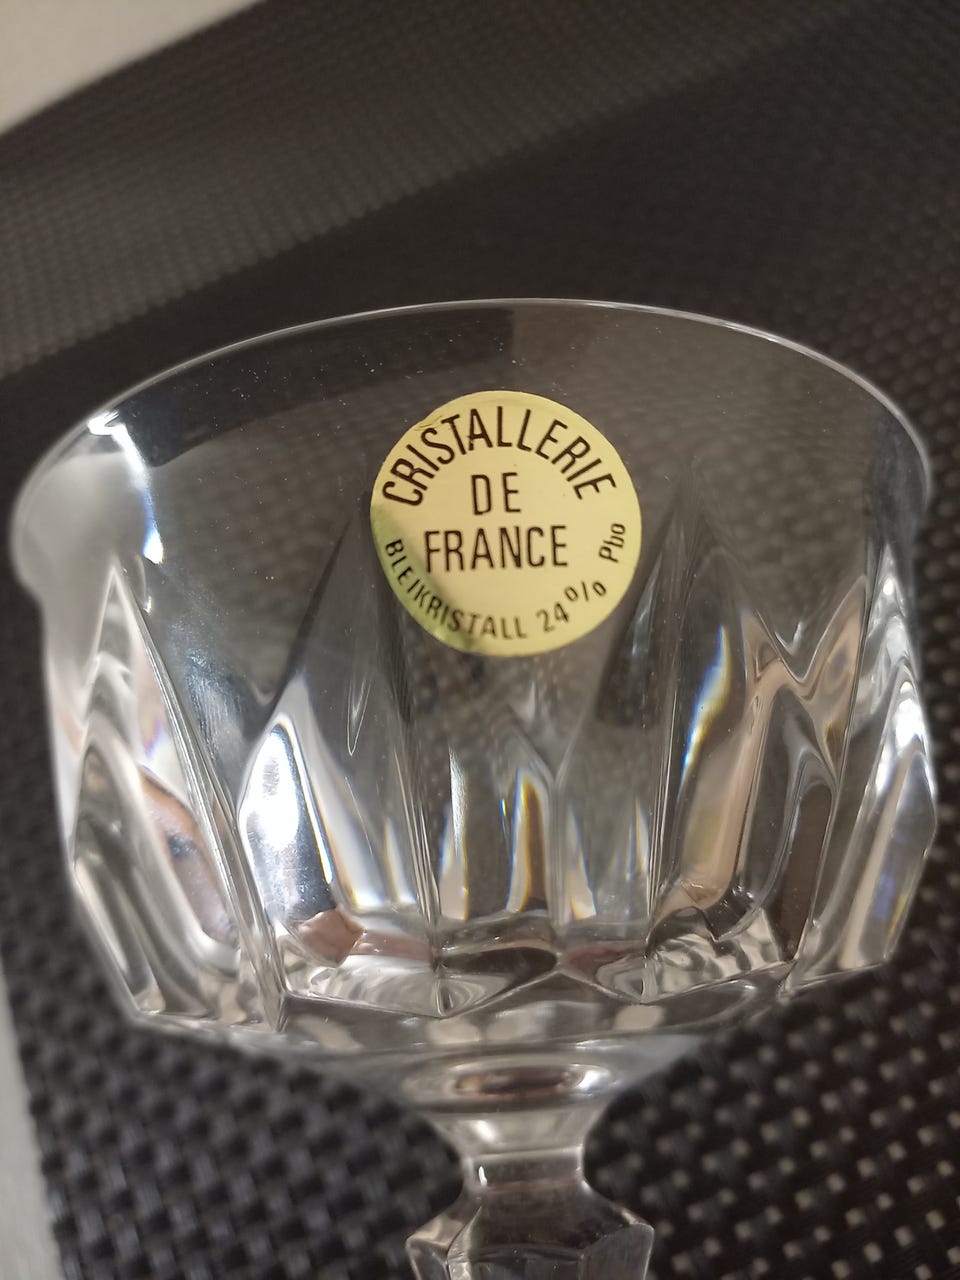 CRISTALLERIE
DE
FRANCE
BLEIKRISTALL 24% Pbo